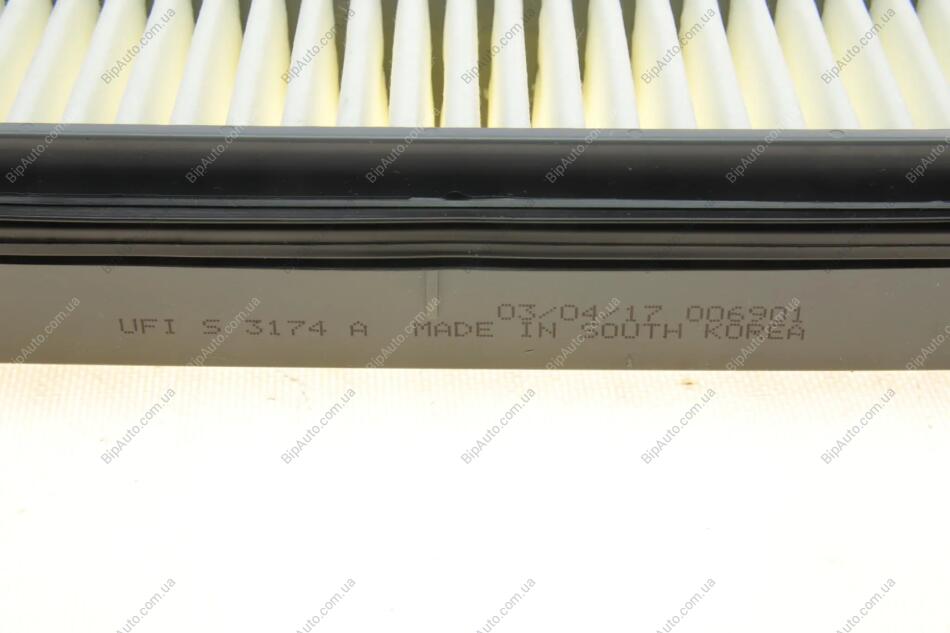 03/04/17 006901
UFI S 3174 A MADE IN SOUTH KOREA
BipAuto.com.ua